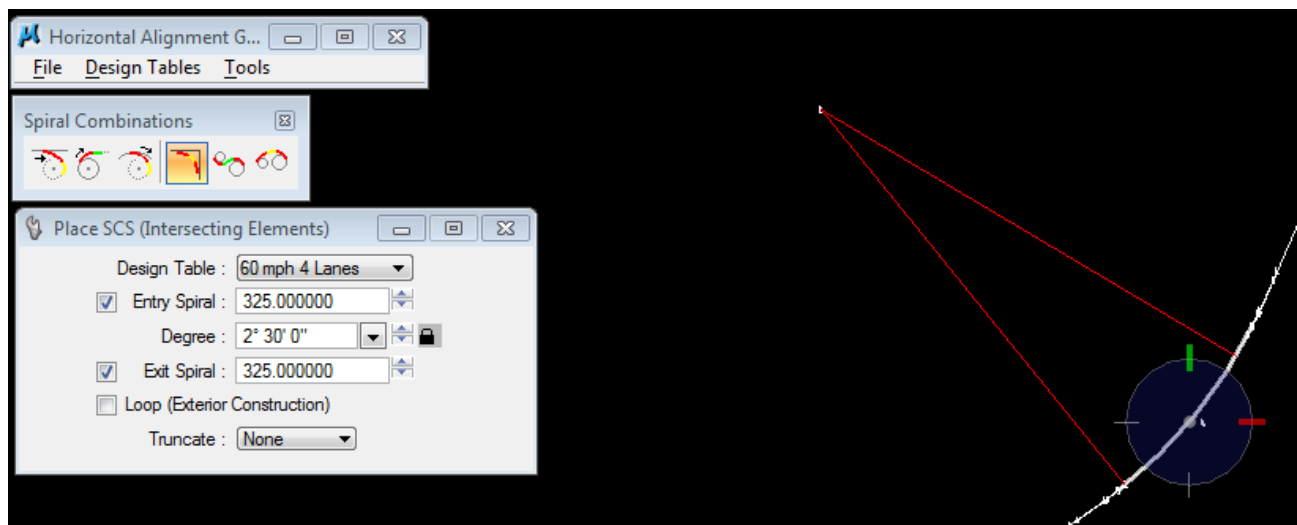 Horizontal Alignment G...
File Design Tables Tools
Spiral Combinations
Place SCS (Intersecting Elements)
Design Table : 60 mph 4 Lanes
Entry Spiral : 325.000000
Degree : 2° 30' 0"
Exit Spiral : 325.000000
Loop (Exterior Construction)
Truncate : None